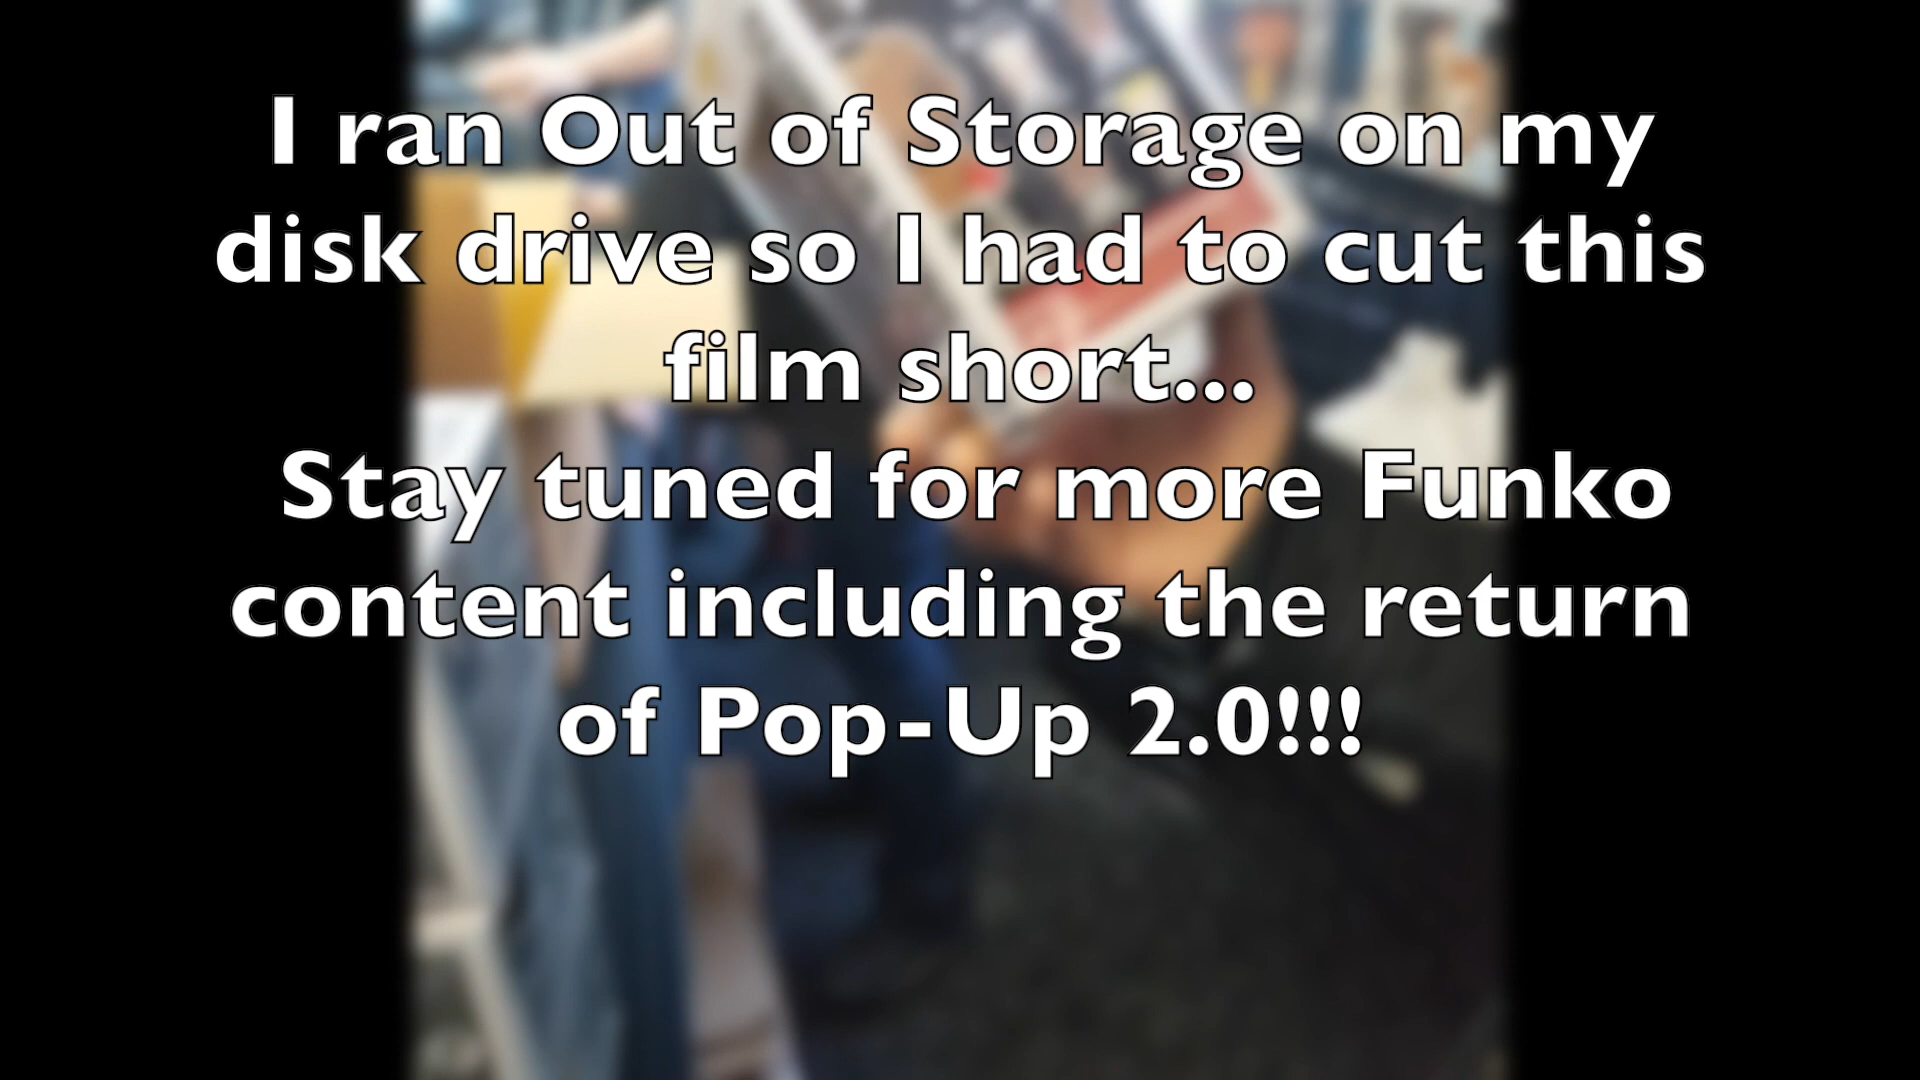 I ran Out of Storage on my
disk drive so I had to cut this
film short...
Stay tuned for more Funko
content including the return
of Pop-Up 2.0!!!